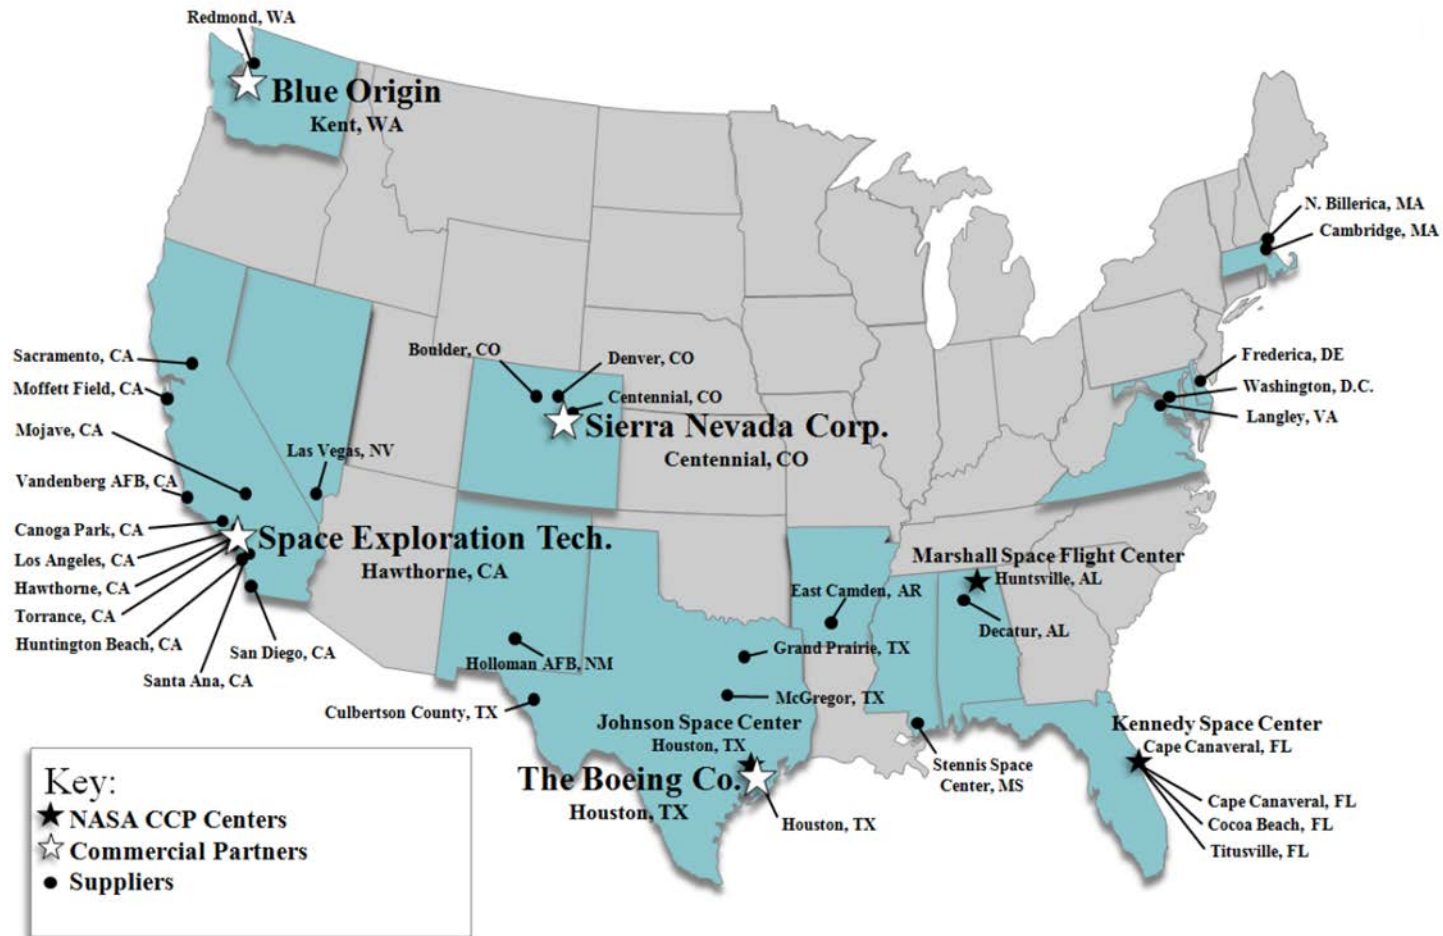 Redmond, WA
Blue Origin
Kent, WA
N. Billerica, MA
Cambridge, MA
Sacramento, CA
Moffett Field, CA
Mojave, CA
Las Vegas, NV
Vandenberg AFB, CA
Canoga Park, CA
Los Angeles, CA
Hawthorne, CA
Torrance, CA
Huntington Beach, CA
Santa Ana, CA
San Diego, CA
Space Exploration Tech.
Hawthorne, CA
Boulder, CO
Denver, CO
Centennial, CO
Sierra Nevada Corp.
Centennial, CO
Frederica, DE
Washington, D.C.
Langley, VA
Marshall Space Flight Center
Huntsville, AL
Decatur, AL
East Camden, AR
Grand Prairie, TX
Holloman AFB, NM
Culbertson County, TX
McGregor, TX
Johnson Space Center
Houston, TX
The Boeing Co.
Houston, TX
Houston, TX
Stennis Space
Center, MS
Kennedy Space Center
Cape Canaveral, FL
Cape Canaveral, FL
Cocoa Beach, FL
Titusville, FL
Key:
NASA CCP Centers
Commercial Partners
Suppliers